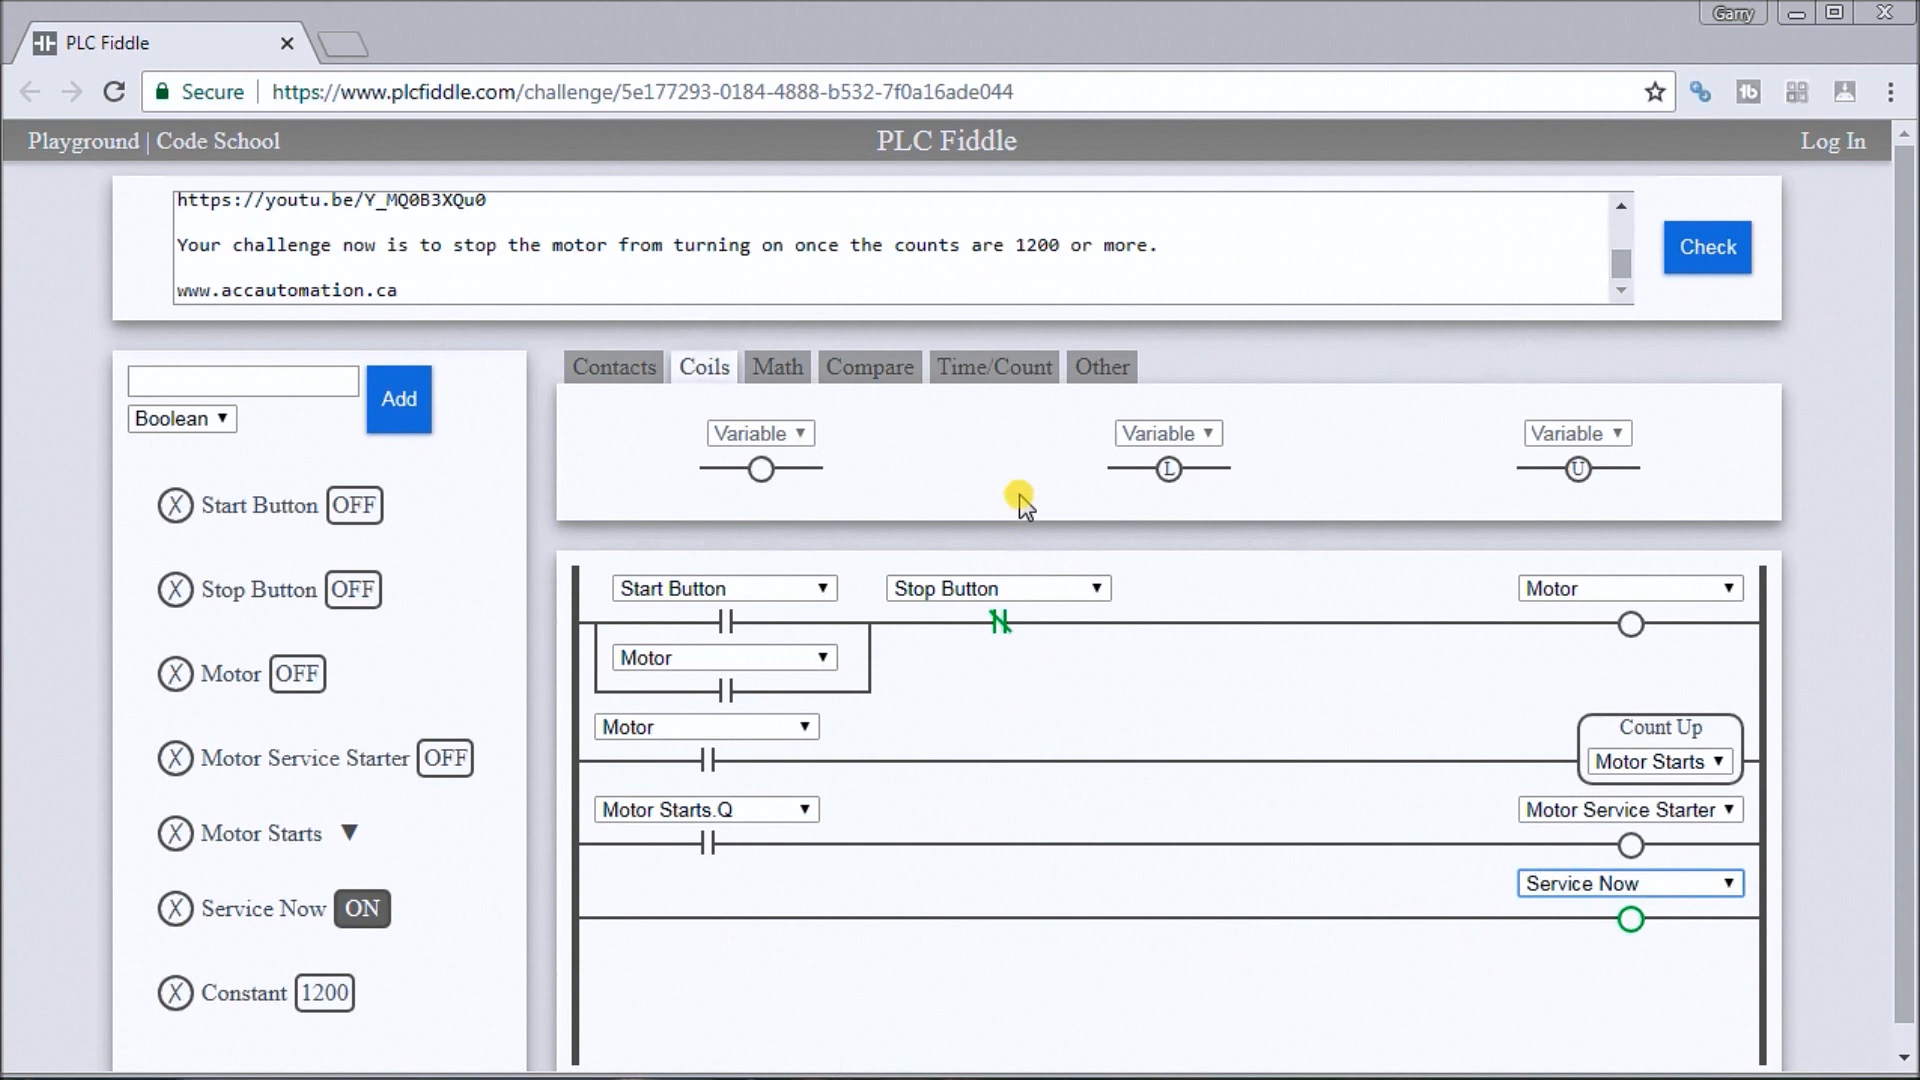 Garry
PLC Fiddle
Secure https://www.plcfiddle.com/challenge/5e177293-0184-4888-b532-7f0a16ade044
Playground | Code School PLC Fiddle Log In
https://youtu.be/Y_MQ0B3XQu0
Your challenge now is to stop the motor from turning on once the counts are 1200 or more.
www.accautomation.ca
Check
Boolean
Add
Contacts Coils Math Compare Time/Count Other
Variable Variable Variable
L U
X Start Button OFF
X Stop Button OFF
X Motor OFF
X Motor Service Starter OFF
X Motor Starts
X Service Now ON
X Constant 1200
Start Button Stop Button Motor
Motor
Motor Count Up
Motor Starts
Motor Starts.Q Motor Service Starter
Service Now